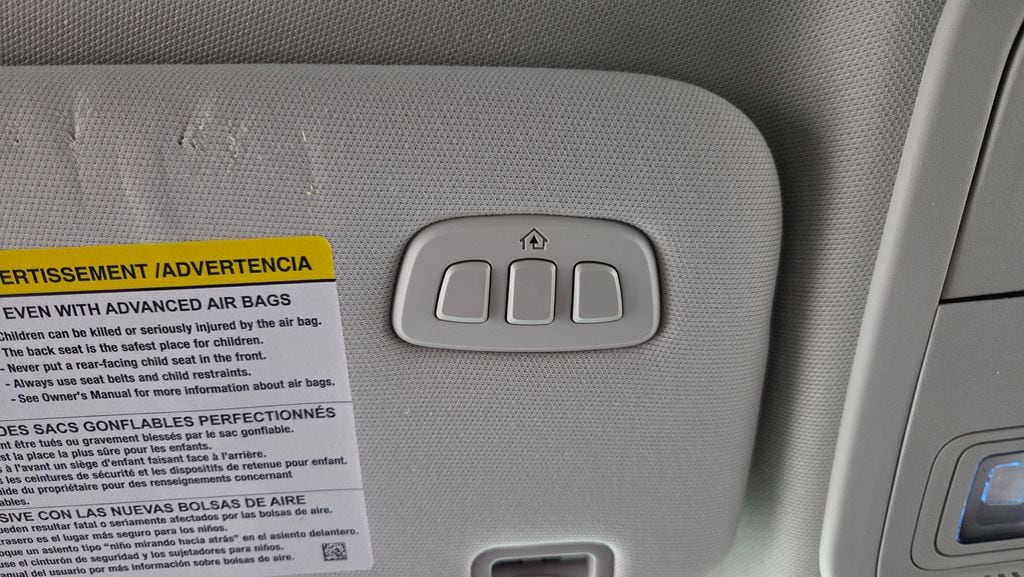 ERTISSEMENT /ADVERTENCIA
EVEN WITH ADVANCED AIR BAGS
Children can be killed or seriously injured by the air bag.
The back seat is the safest place for children.
- Never put a rear-facing child seat in the front.
- Always use seat belts and child restraints.
- See Owner's Manual for more information about air bags.
DES SACS GONFLABLES PERFECTIONNÉS
nt être tués ou gravement blessés par le sac gonflable.
st la place la plus sûre pour les enfants.
s à l'avant un siège d'enfant faisant face à l'arrière.
s les ceintures de sécurité et les dispositifs de retenue pour enfant.
uide du propriétaire pour des renseignements concernant
ables.
SIVE CON LAS NUEVAS BOLSAS DE AIRE
ueden resultar fatal o seriamente afectados por las bolsas de aire.
trasero es el lugar más seguro para los niños.
oque un asiento tipo "niño mirando hacia atrás" en el asiento delantero.
use el cinturón de seguridad y los sujetadores para niños.
anual del usuario por más información sobre bolsas de aire.